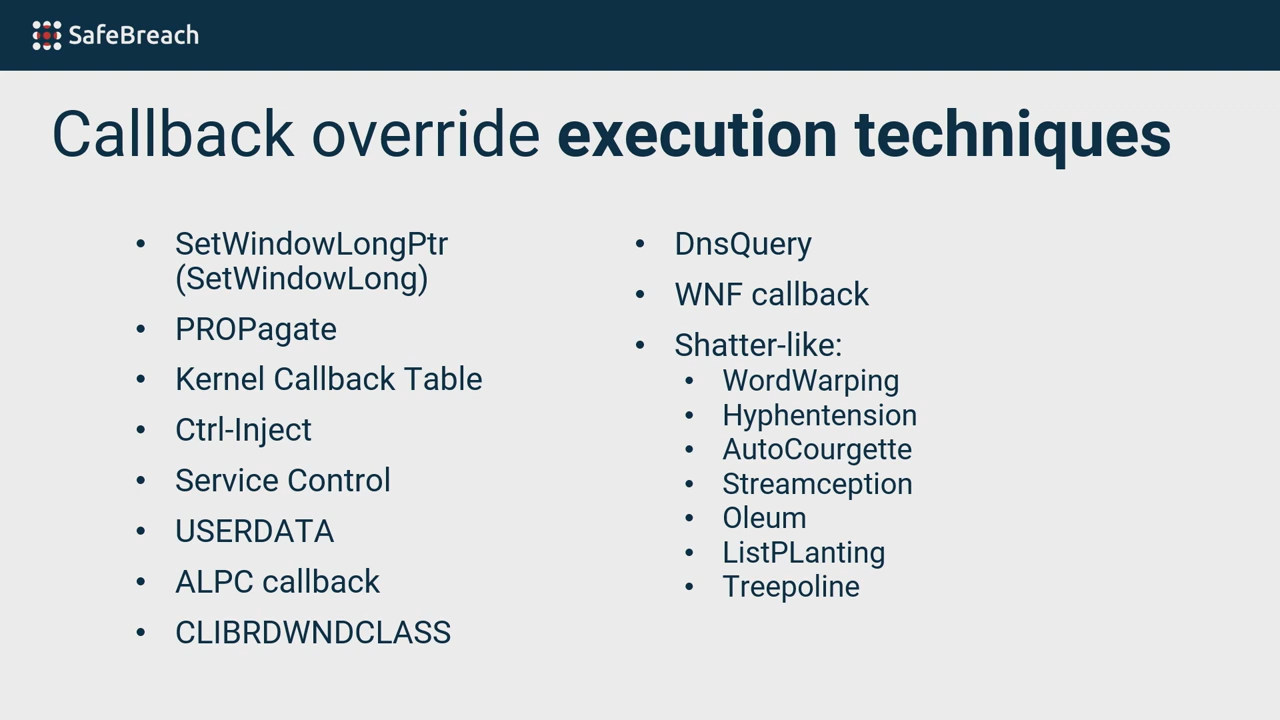 SafeBreach
Callback override execution techniques
• SetWindowLongPtr
(SetWindowLong)
• PROPagate
• Kernel Callback Table
• Ctrl-Inject
• Service Control
• USERDATA
• ALPC callback
• CLIBRDWNDCLASS
• DnsQuery
• WNF callback
• Shatter-like:
• WordWarping
• Hyphentension
• AutoCourgette
• Streamception
• Oleum
• ListPLanting
• Treepoline